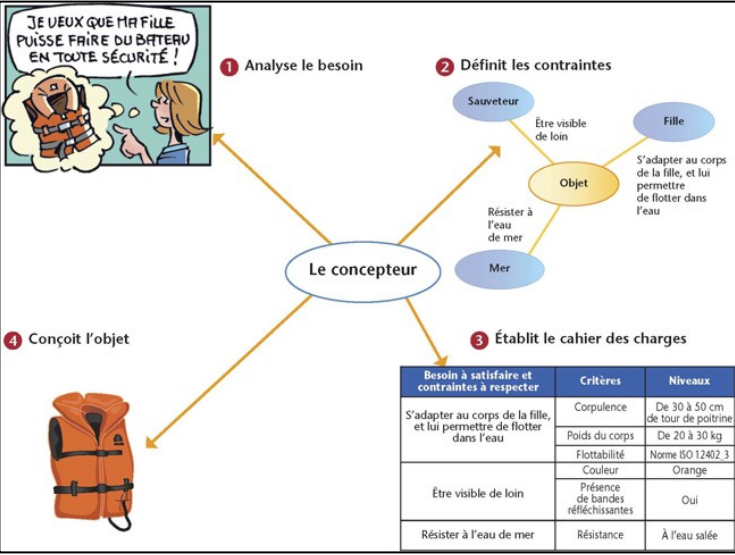 JE VEUX QUE MA FILLE
PUISSE FAIRE DU BATEAU
EN TOUTE SÉCURITÉ !
1 Analyse le besoin
2 Définit les contraintes
Sauveteur
Être visible
de loin
Fille
S'adapter au corps
de la fille, et lui
permettre
de flotter dans
l'eau
Objet
Résister à
l'eau
de mer
Mer
Le concepteur
4 Conçoit l'objet
3 Établit le cahier des charges
Besoin à satisfaire et
contraintes à respecter
Critères
Niveaux
S'adapter au corps de la fille,
et lui permettre de flotter
dans l'eau
Corpulence
De 30 à 50 cm
de tour de poitrine
Poids du corps
De 20 à 30 kg
Flottabilité
Norme ISO 12402_3
Être visible de loin
Couleur
Orange
Présence
de bandes
réfléchissantes
Oui
Résister à l'eau de mer
Résistance
À l'eau salée